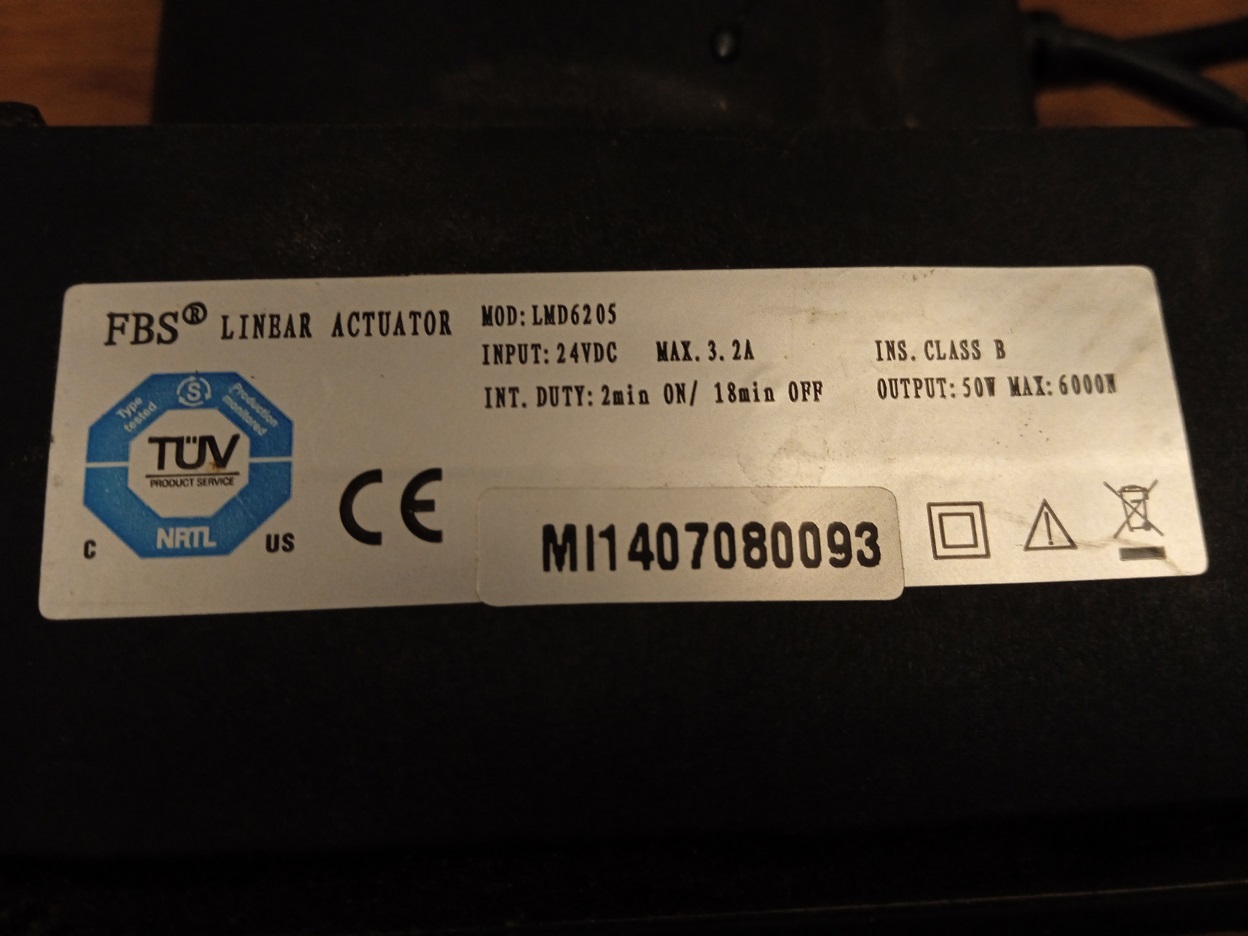 FBS® LINEAR ACTUATOR
MOD: LMD6205
INPUT: 24VDC MAX. 3.2A INS. CLASS B
INT. DUTY: 2min ON/ 18min OFF OUTPUT: 50W MAX: 6000N
Type tested
S
Production monitored
TÜV
PRODUCT SERVICE
NRTL
C US
CE
MI1407080093